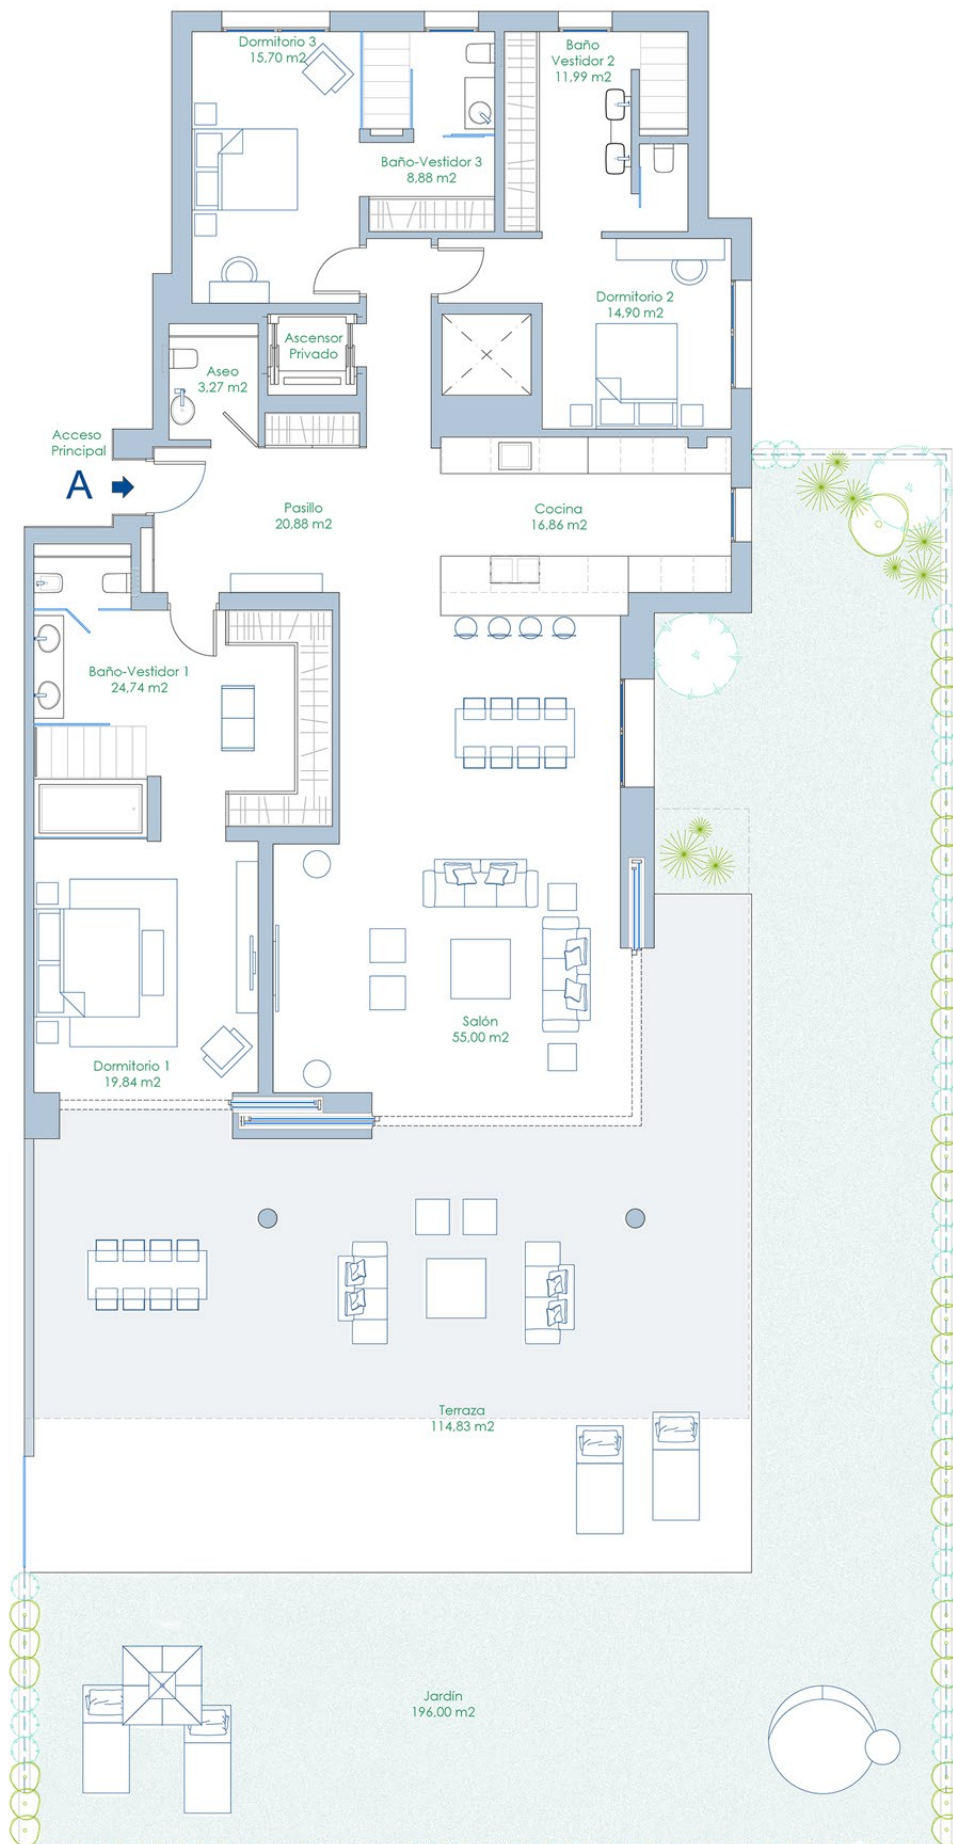 Dormitorio 3
15,70 m2
Baño
Vestidor 2
11,99 m2
Baño-Vestidor 3
8,88 m2
Dormitorio 2
14,90 m2
Ascensor
Privado
Aseo
3,27 m2
Acceso
Principal
A
Pasillo
20,88 m2
Cocina
16,86 m2
Baño-Vestidor 1
24,74 m2
Salón
55,00 m2
Dormitorio 1
19,84 m2
Terraza
114,83 m2
Jardín
196,00 m2